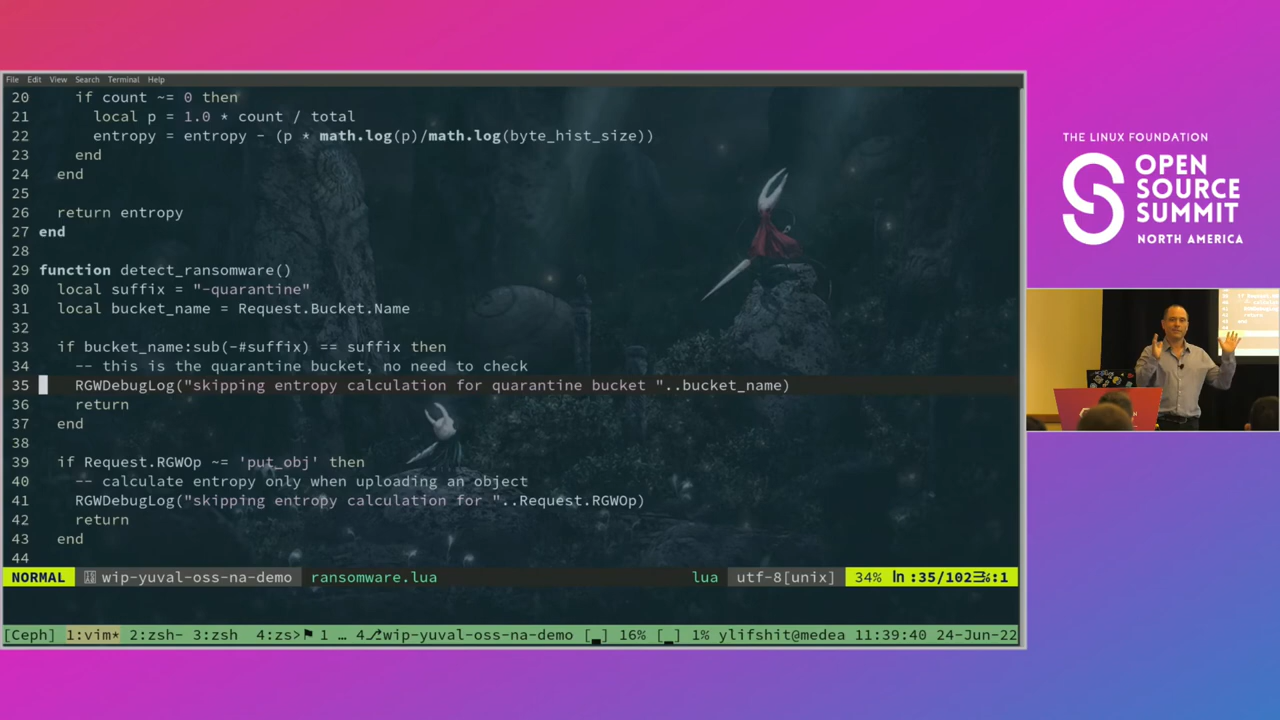 File Edit View Search Terminal Help
20 if count ~= 0 then
21 local p = 1.0 * count / total
22 entropy = entropy - (p * math.log(p)/math.log(byte_hist_size))
23 end
24 end
25
26 return entropy
27 end
28
29 function detect_ransomware()
30 local suffix = "-quarantine"
31 local bucket_name = Request.Bucket.Name
32
33 if bucket_name:sub(-#suffix) == suffix then
34 -- this is the quarantine bucket, no need to check
35 RGWDebugLog("skipping entropy calculation for quarantine bucket "..bucket_name)
36 return
37 end
38
39 if Request.RGWOp ~= 'put_obj' then
40 -- calculate entropy only when uploading an object
41 RGWDebugLog("skipping entropy calculation for "..Request.RGWOp)
42 return
43 end
44
NORMAL wip-yuval-oss-na-demo ransomware.lua lua utf-8[unix] 34% ln :35/102 :1
[Ceph] 1:vim* 2:zsh- 3:zsh 4:zs> 1 … 4 wip-yuval-oss-na-demo [▄] 16% [▁] 1% ylifshit@medea 11:39:40 24-Jun-22
THE LINUX FOUNDATION
OPEN
SOURCE
SUMMIT
NORTH AMERICA